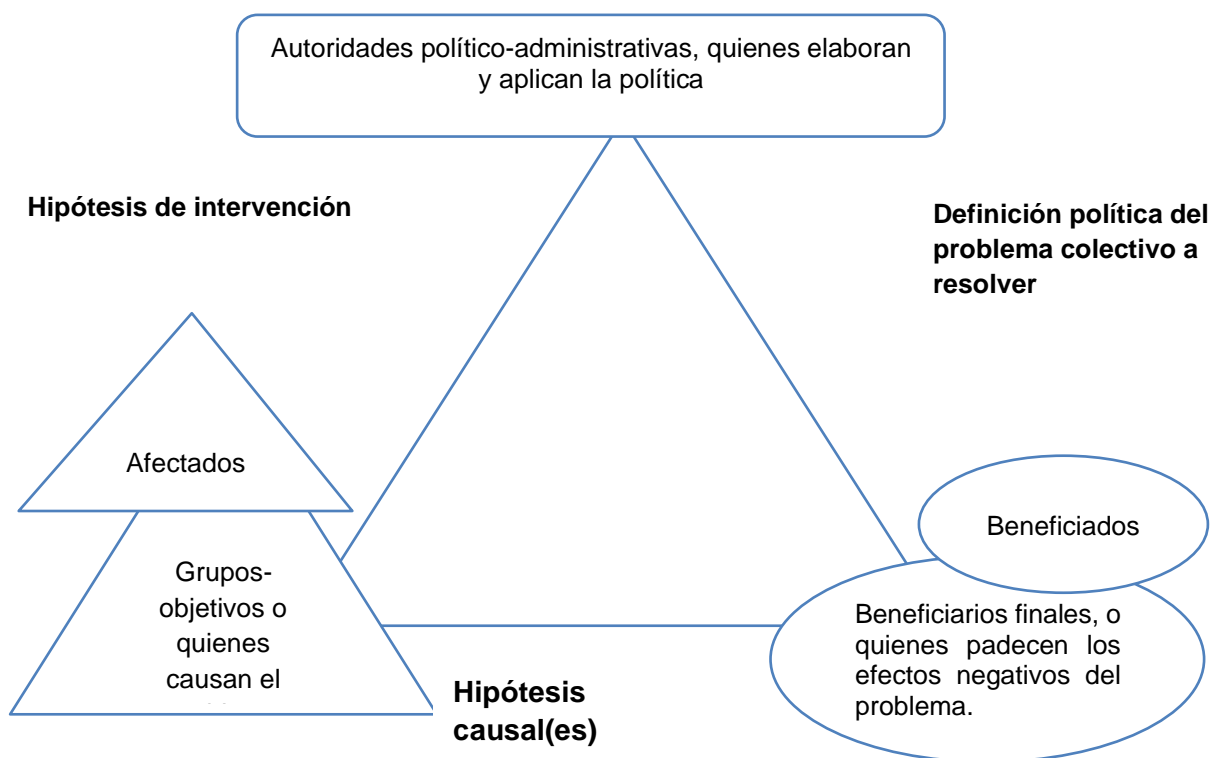 Autoridades político-administrativas, quienes elaboran
y aplican la política
Hipótesis de intervención
Definición política del
problema colectivo a
resolver
Afectados
Beneficiados
Grupos-
objetivos o
quienes
causan el
Beneficiarios finales, o
quienes padecen los
efectos negativos del
problema.
Hipótesis
causal(es)